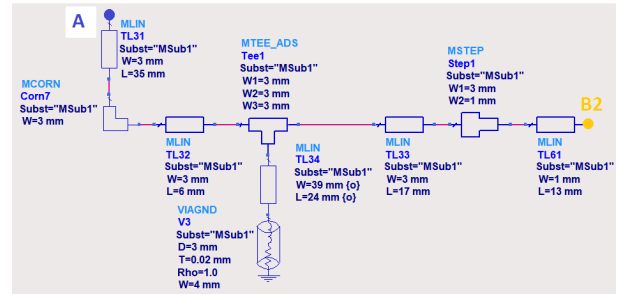 A
MLIN
TL31
Subst="MSub1"
W=3 mm
L=35 mm
MCORN
Corn7
Subst="MSub1"
W=3 mm
MLIN
TL32
Subst="MSub1"
W=3 mm
L=6 mm
MTEE_ADS
Tee1
Subst="MSub1"
W1=3 mm
W2=3 mm
W3=3 mm
MLIN
TL34
Subst="MSub1"
W=39 mm {o}
L=24 mm {o}
VIAGND
V3
Subst="MSub1"
D=3 mm
T=0.02 mm
Rho=1.0
W=4 mm
MLIN
TL33
Subst="MSub1"
W=3 mm
L=17 mm
MSTEP
Step1
Subst="MSub1"
W1=3 mm
W2=1 mm
B2
MLIN
TL61
Subst="MSub1"
W=1 mm
L=13 mm